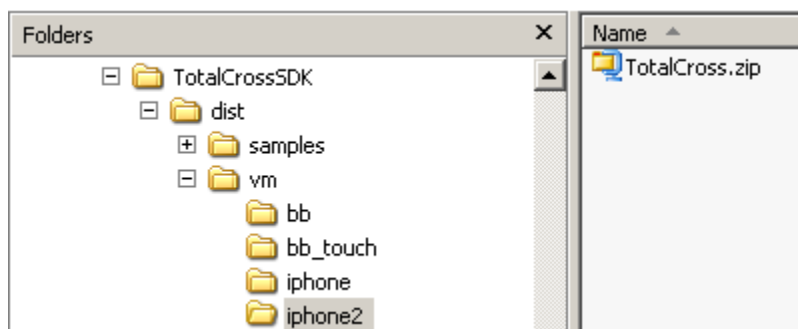 Folders
TotalCrossSDK
dist
samples
vm
bb
bb_touch
iphone
iphone2
Name
TotalCross.zip